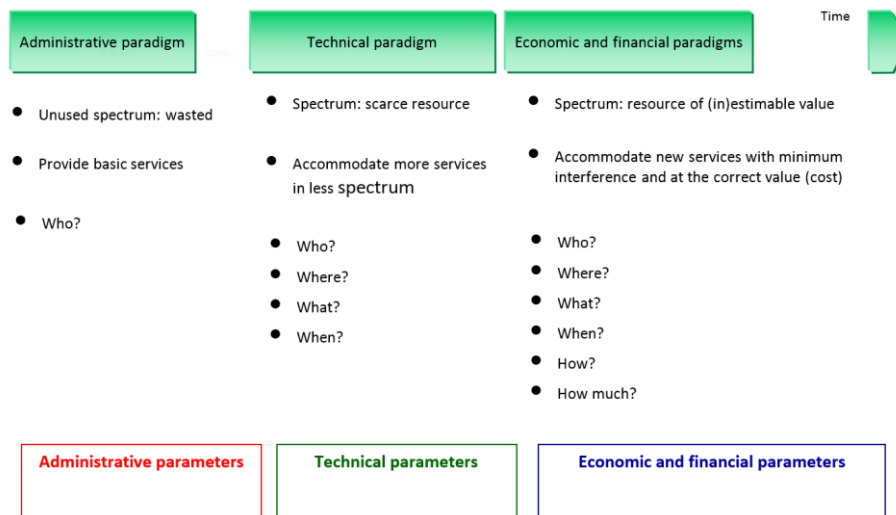 Time
Administrative paradigm
Technical paradigm
Economic and financial paradigms
● Unused spectrum: wasted
● Provide basic services
● Who?
● Spectrum: scarce resource
● Accommodate more services
in less spectrum
● Who?
● Where?
● What?
● When?
● Spectrum: resource of (in)estimable value
● Accommodate new services with minimum
interference and at the correct value (cost)
● Who?
● Where?
● What?
● When?
● How?
● How much?
Administrative parameters
Technical parameters
Economic and financial parameters